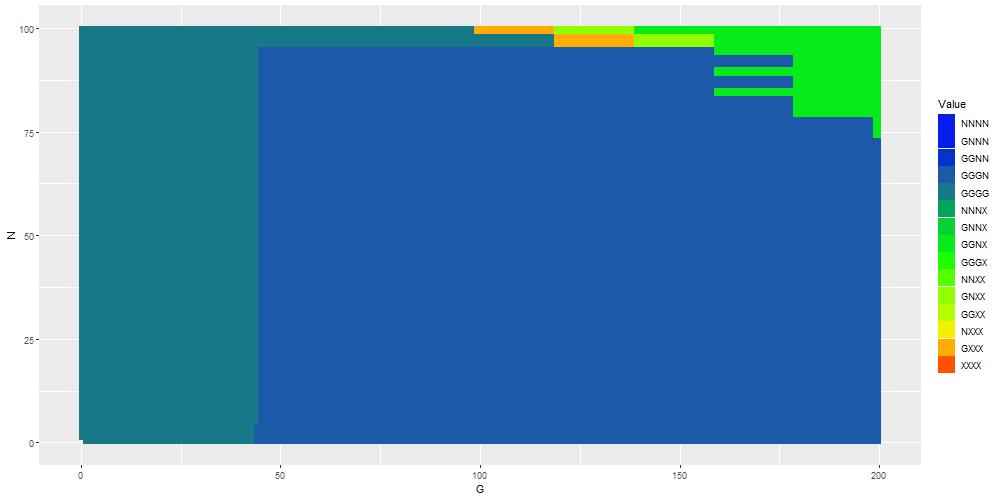 100
75
50
25
0
N
0
50
100
150
200
G
Value
NNNN
GNNN
GGNN
GGGN
GGGG
NNNX
GNNX
GGNX
GGGX
NNXX
GNXX
GGXX
NXXX
GXXX
XXXX